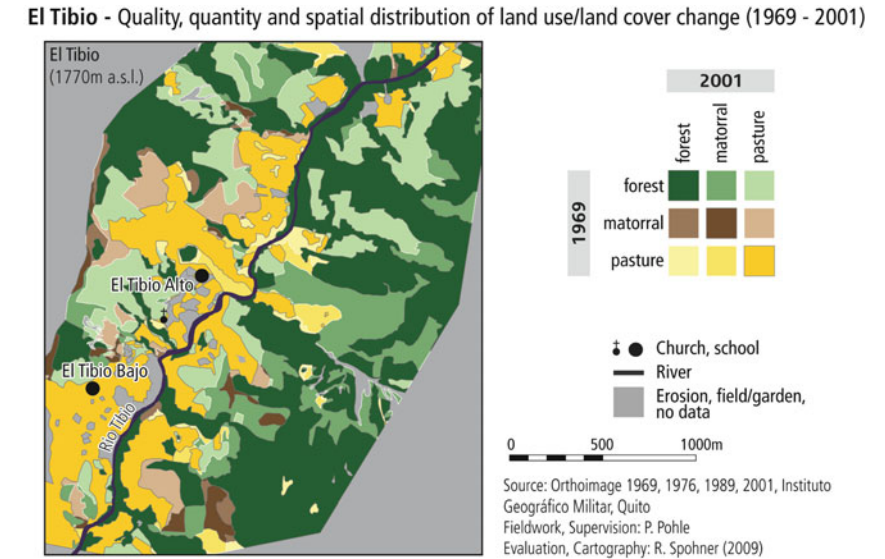 El Tibio - Quality, quantity and spatial distribution of land use/land cover change (1969 - 2001)
El Tibio
(1770m a.s.l.)
El Tibio Alto
El Tibio Bajo
Rio Tibio
2001
forest
matorral
pasture
1969
forest
matorral
pasture
Church, school
River
Erosion, field/garden,
no data
0 500 1000m
Source: Orthoimage 1969, 1976, 1989, 2001, Instituto
Geográfico Militar, Quito
Fieldwork, Supervision: P. Pohle
Evaluation, Cartography: R. Spohner (2009)